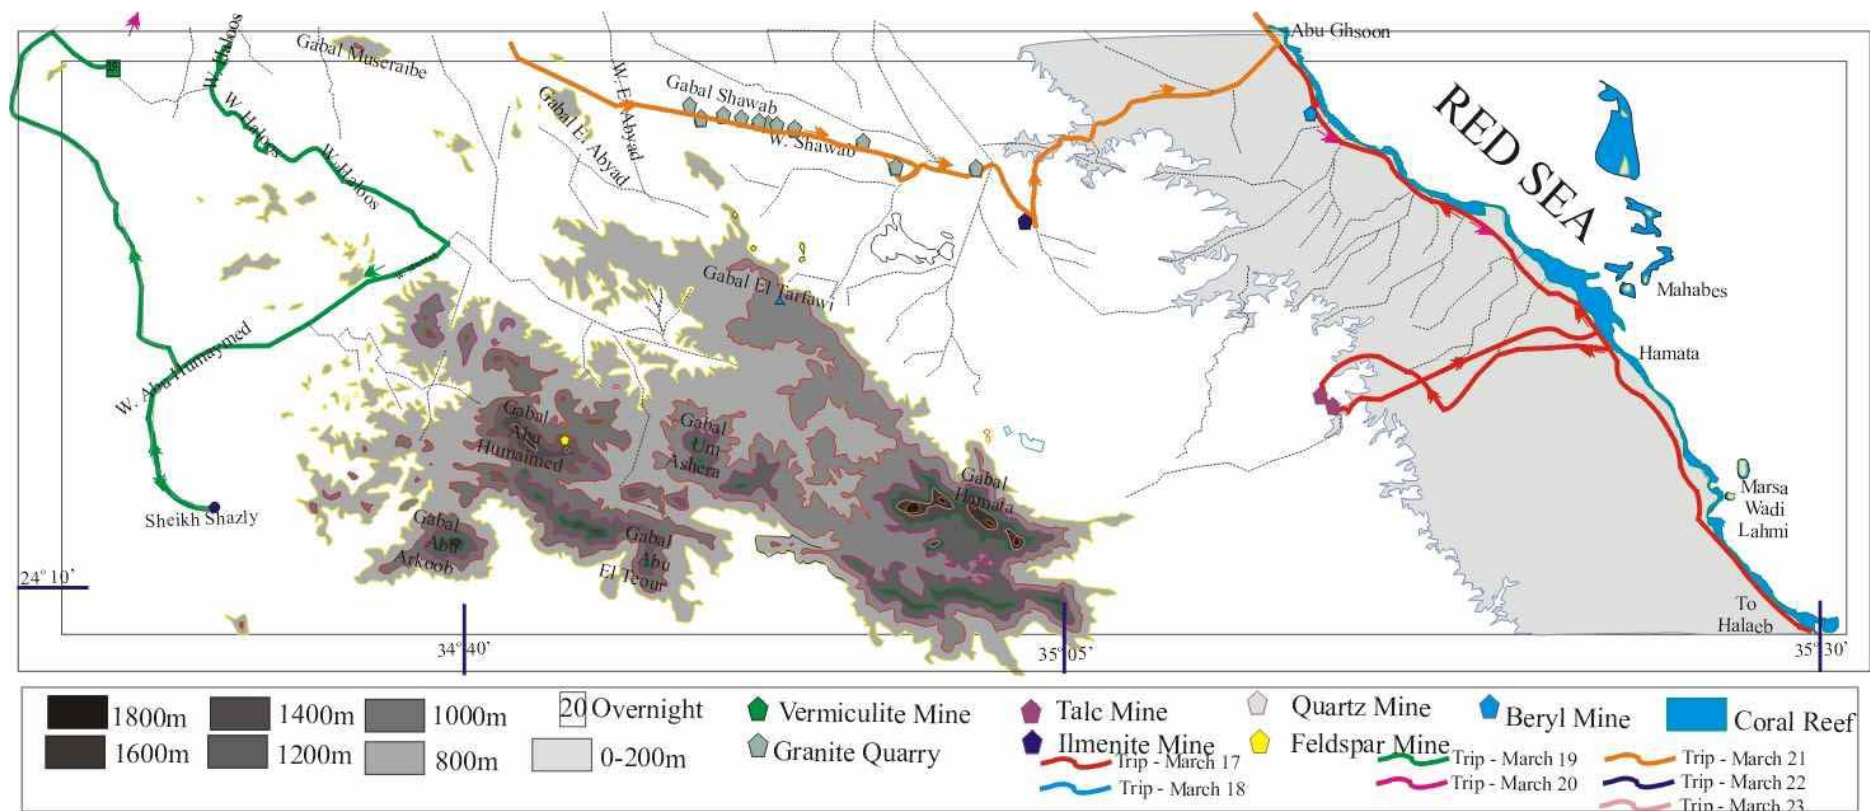 Abu Ghsoon
W. Haloos
Gabal Museraibe
W. Haloos
W. Haloos
Gabal El Abyad
W. El Abyad
Gabal Shawab
W. Shawab
RED SEA
Mahabes
Hamata
Gabal El Tarfawi
W. Abu Humaymed
Gabal
Abu
Humaimed
Gabal
Um
Ashera
Gabal
Hamata
Sheikh Shazly
Gabal
Abu
Arkoob
Gabal
Abu
El Teour
Marsa
Wadi
Lahmi
To
Halaeb
24° 10'
34° 40'
35° 05'
35° 30'
1800m
1400m
1000m
20 Overnight
Vermiculite Mine
Talc Mine
Quartz Mine
Beryl Mine
Coral Reef
1600m
1200m
800m
0-200m
Granite Quarry
Ilmenite Mine
Feldspar Mine
Trip - March 17
Trip - March 19
Trip - March 21
Trip - March 18
Trip - March 20
Trip - March 22
Trip - March 23